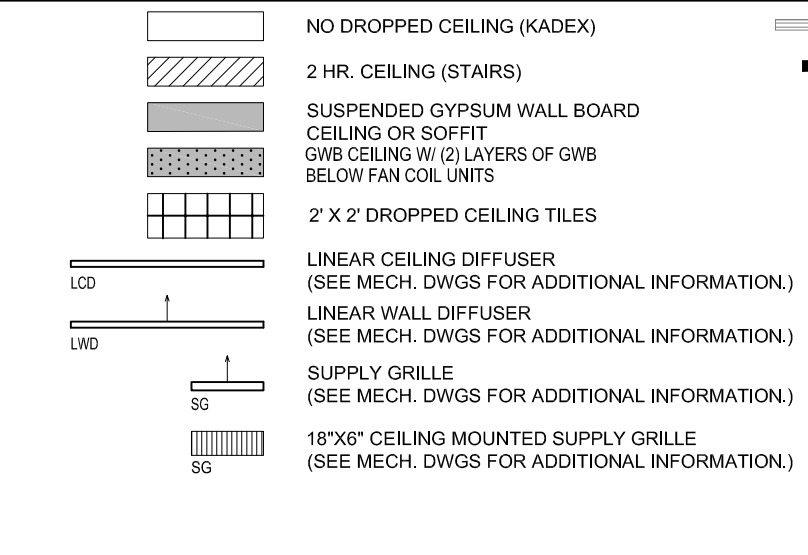 NO DROPPED CEILING (KADEX)
2 HR. CEILING (STAIRS)
SUSPENDED GYPSUM WALL BOARD
CEILING OR SOFFIT
GWB CEILING W/ (2) LAYERS OF GWB
BELOW FAN COIL UNITS
2' X 2' DROPPED CEILING TILES
LINEAR CEILING DIFFUSER
LCD
(SEE MECH. DWGS FOR ADDITIONAL INFORMATION.)
LINEAR WALL DIFFUSER
LWD
(SEE MECH. DWGS FOR ADDITIONAL INFORMATION.)
SUPPLY GRILLE
SG
(SEE MECH. DWGS FOR ADDITIONAL INFORMATION.)
18"X6" CEILING MOUNTED SUPPLY GRILLE
SG
(SEE MECH. DWGS FOR ADDITIONAL INFORMATION.)